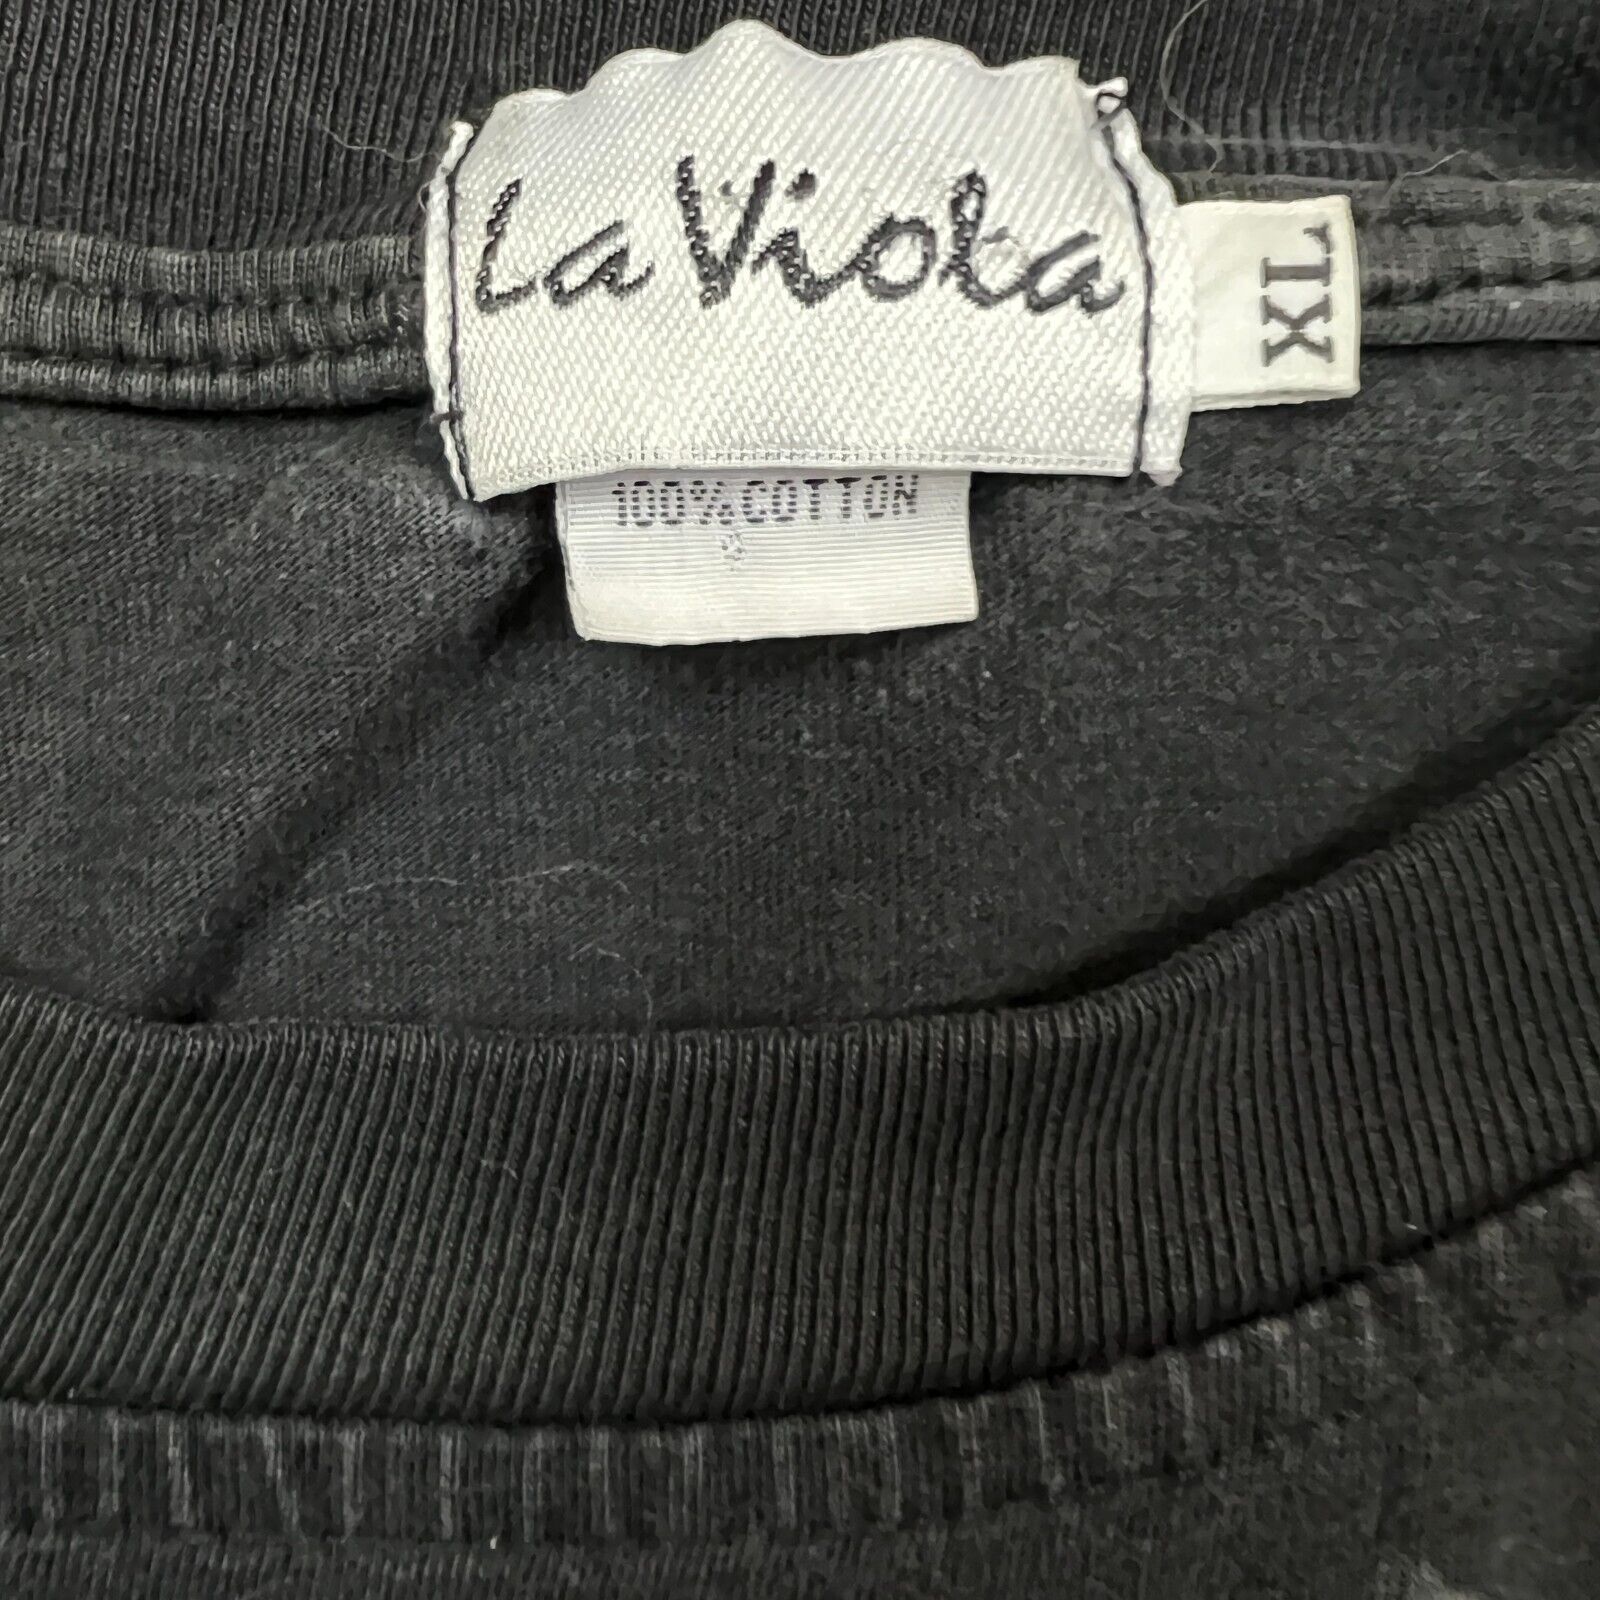 La Viola
XL
100% COTTON